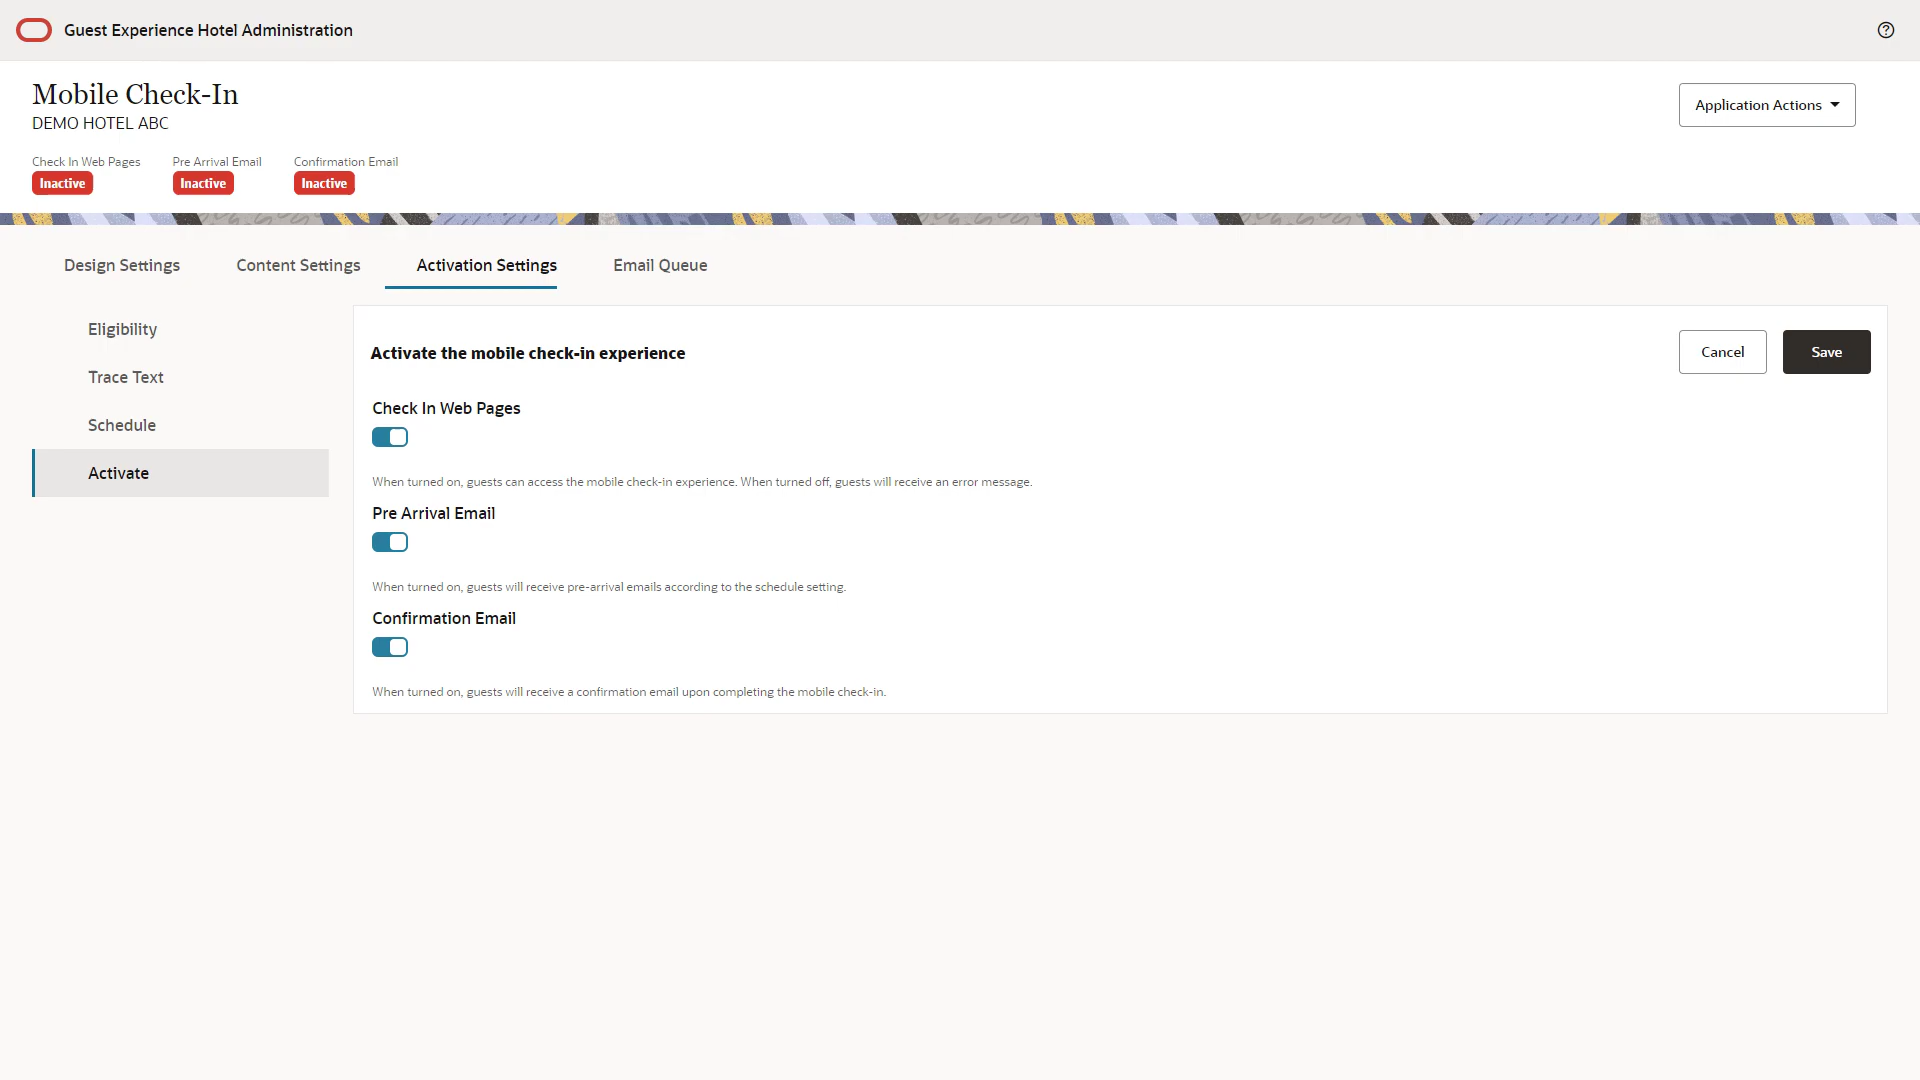 Guest Experience Hotel Administration
Mobile Check-In
DEMO HOTEL ABC
Application Actions
Check In Web Pages Pre Arrival Email Confirmation Email
Inactive Inactive Inactive
Design Settings Content Settings Activation Settings Email Queue
Eligibility
Trace Text
Schedule
Activate
Activate the mobile check-in experience
Cancel Save
Check In Web Pages
When turned on, guests can access the mobile check-in experience. When turned off, guests will receive an error message.
Pre Arrival Email
When turned on, guests will receive pre-arrival emails according to the schedule setting.
Confirmation Email
When turned on, guests will receive a confirmation email upon completing the mobile check-in.